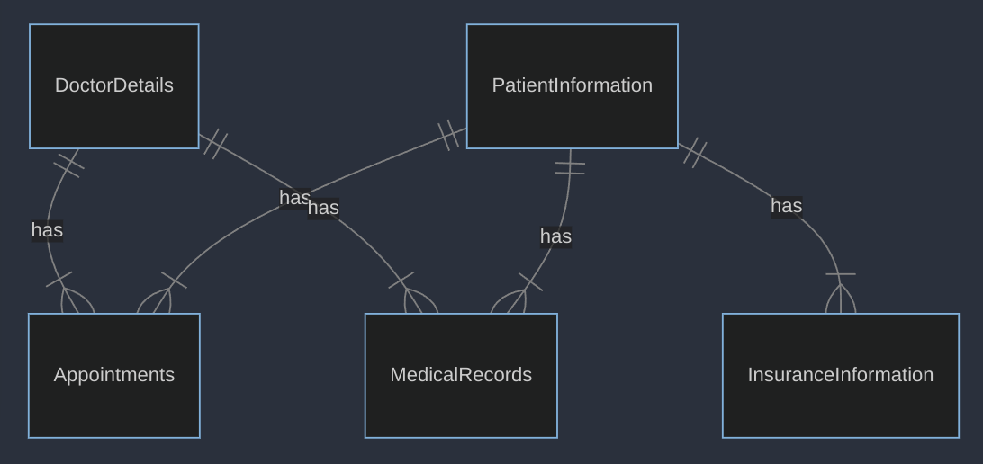 DoctorDetails
PatientInformation
has
has
has
has
has
Appointments
MedicalRecords
InsuranceInformation